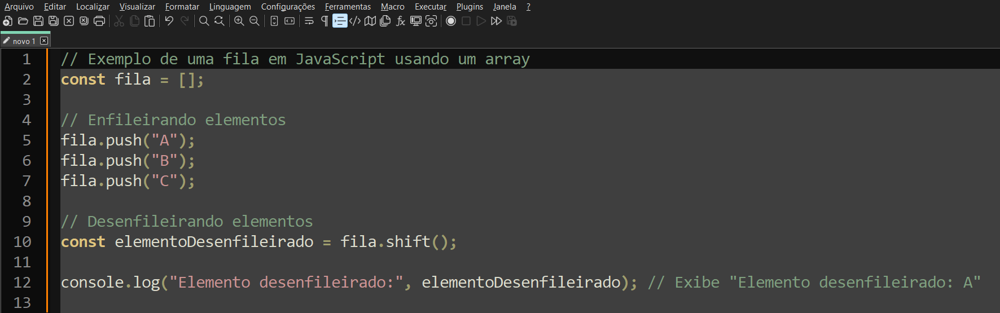 Arquivo Editar Localizar Visualizar Formatar Linguagem Configurações Ferramentas Macro Executar Plugins Janela ?
novo 1
1 // Exemplo de uma fila em JavaScript usando um array
2 const fila = [];
3
4 // Enfileirando elementos
5 fila.push("A");
6 fila.push("B");
7 fila.push("C");
8
9 // Desenfileirando elementos
10 const elementoDesenfileirado = fila.shift();
11
12 console.log("Elemento desenfileirado:", elementoDesenfileirado); // Exibe "Elemento desenfileirado: A"
13